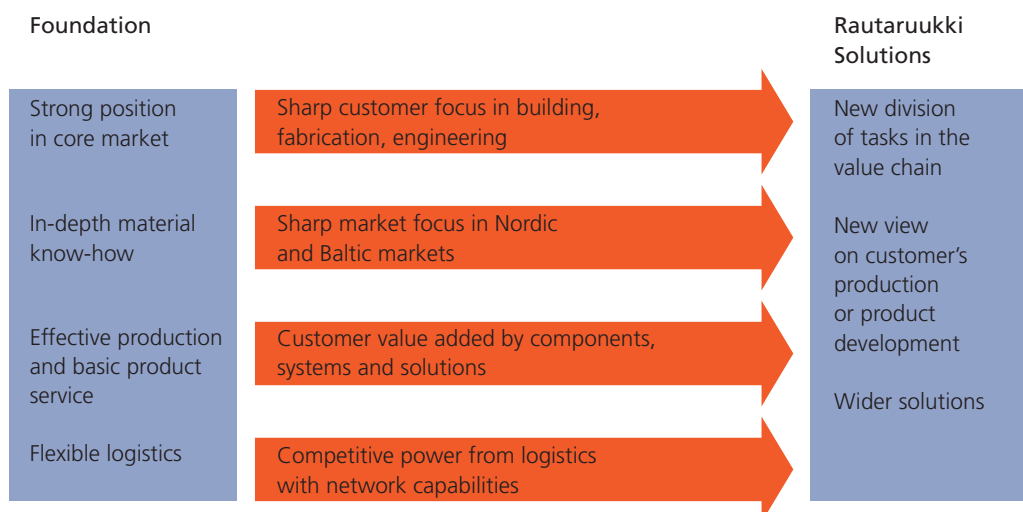 Foundation
Rautaruukki
Solutions
Strong position
in core market
Sharp customer focus in building,
fabrication, engineering
New division
of tasks in the
value chain
In-depth material
know-how
Sharp market focus in Nordic
and Baltic markets
New view
on customer's
production
or product
development
Effective production
and basic product
service
Customer value added by components,
systems and solutions
Wider solutions
Flexible logistics
Competitive power from logistics
with network capabilities